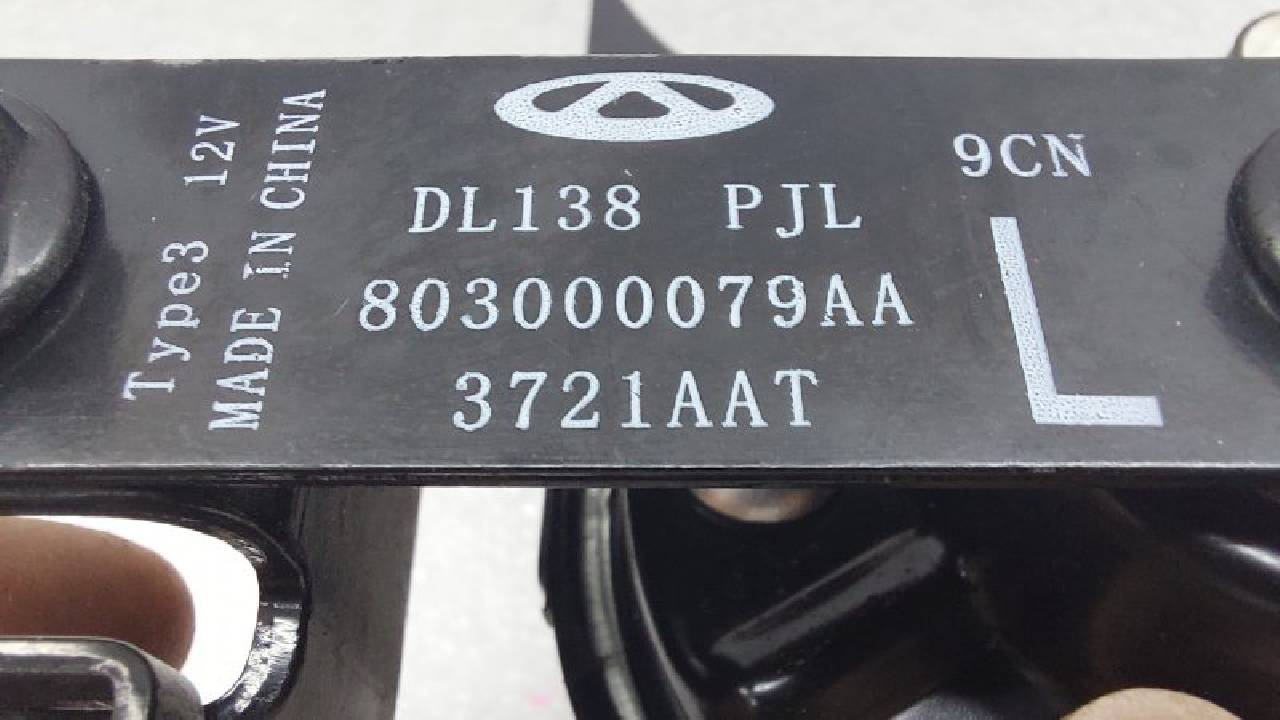 Type3 12V
MADE IN CHINA
DL138 PJL
803000079AA
3721AAT
9CN
L